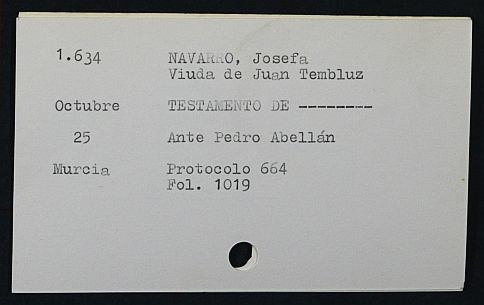 1.634 NAVARRO, Josefa
Viuda de Juan Tembluz
Octubre TESTAMENTO DE --------
25 Ante Pedro Abellán
Murcia Protocolo 664
Fol. 1019